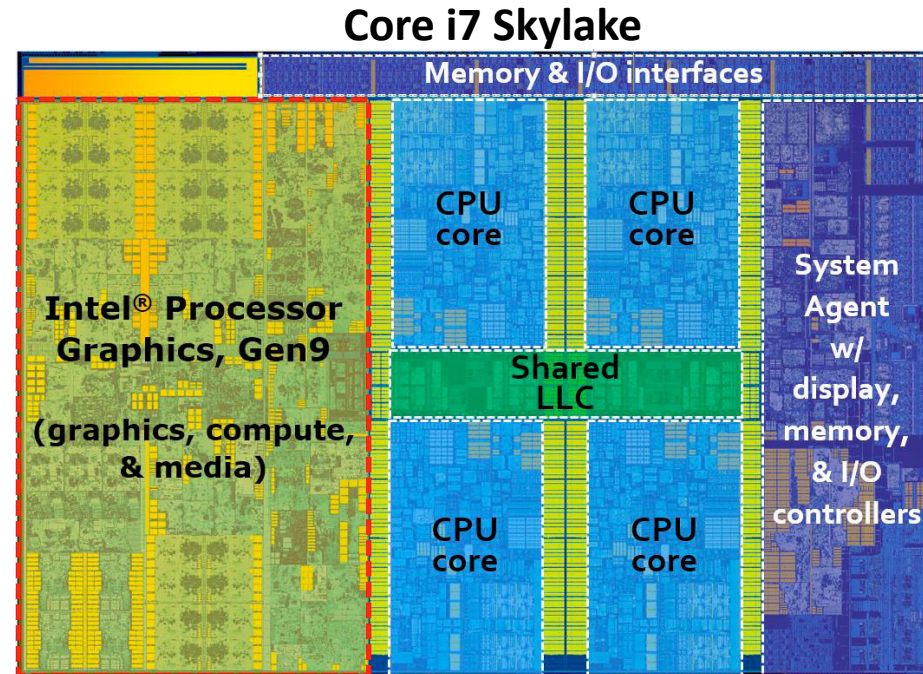 Core i7 Skylake
Memory & I/O interfaces
CPU
core
CPU
core
Intel® Processor
Graphics, Gen9
(graphics, compute,
& media)
Shared
LLC
System
Agent
w/
display,
memory,
& I/O
controllers
CPU
core
CPU
core